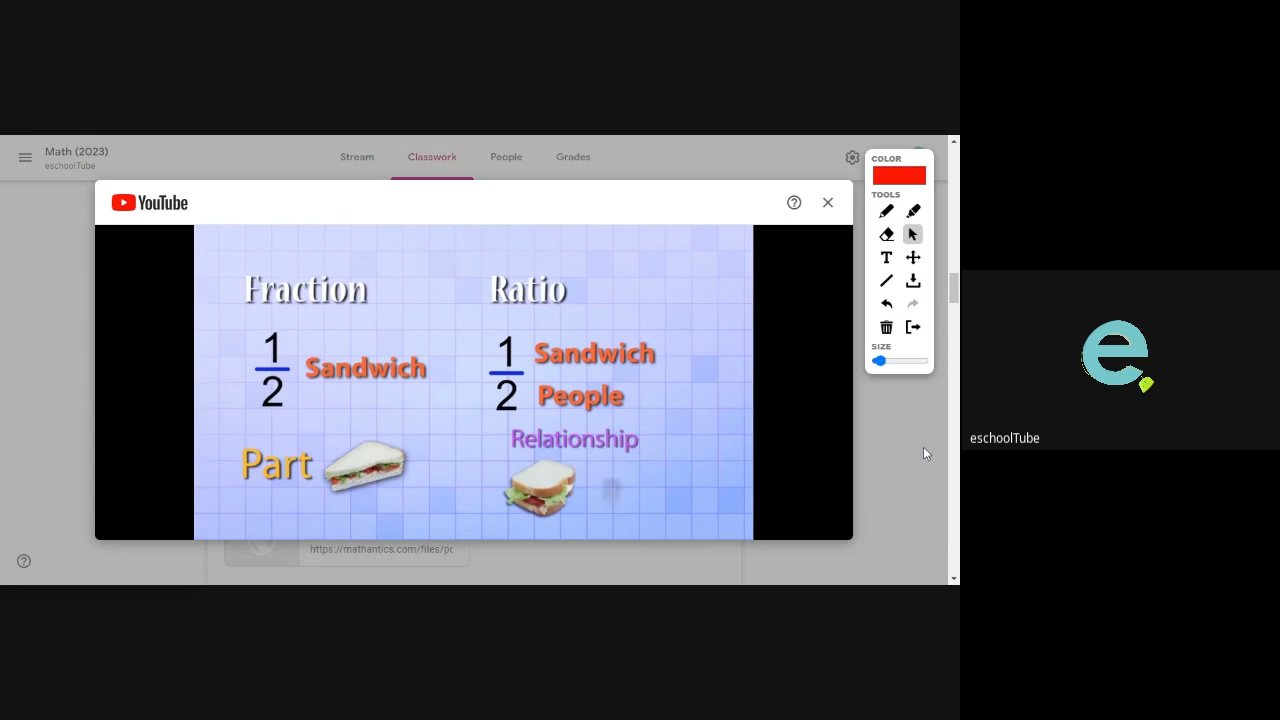 Math (2023)
eschoolTube
Stream
Classwork
People
Grades
YouTube
Fraction
Ratio
1
2
Sandwich
1
2
Sandwich
People
Relationship
Part
https://mathantics.com/files/pc
COLOR
TOOLS
T
SIZE
e
eschoolTube